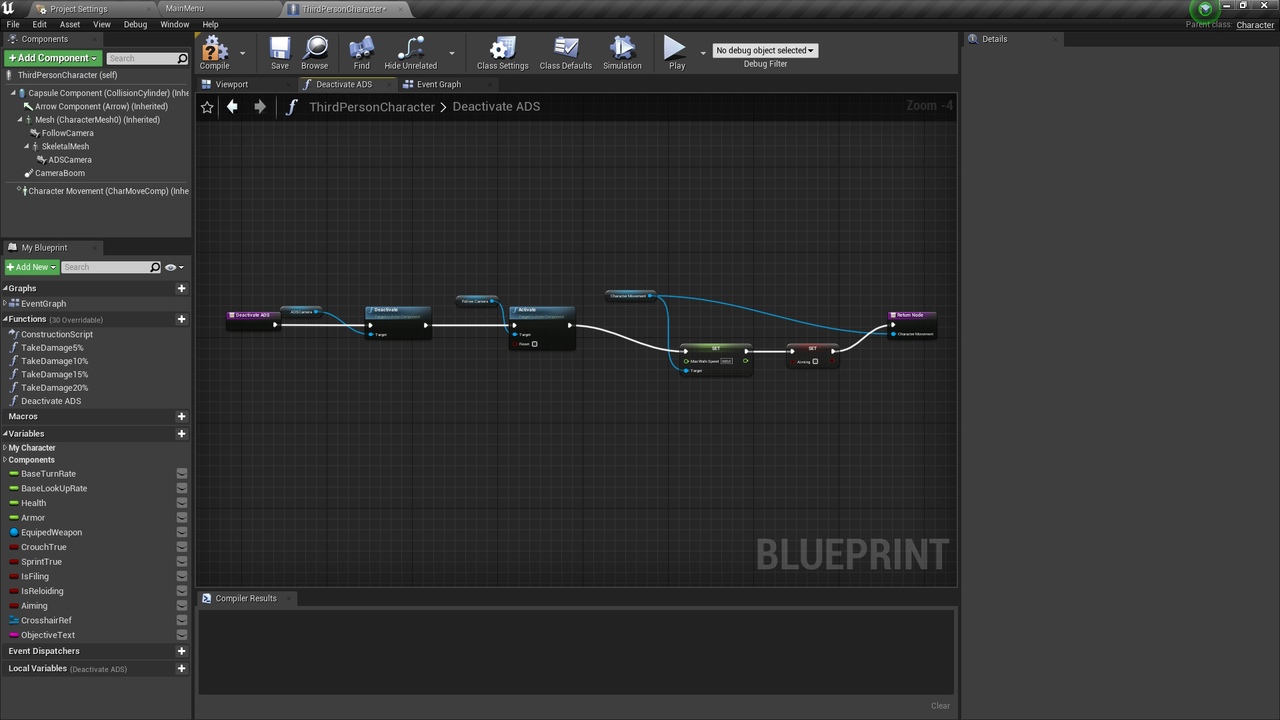 Project Settings
MainMenu
ThirdPersonCharacter*
File Edit Asset View Debug Window Help
Parent class: Character
Components
Details
+ Add Component
Search
Compile
Save
Browse
Find
Hide Unrelated
Class Settings
Class Defaults
Simulation
Play
No debug object selected
Debug Filter
ThirdPersonCharacter (self)
Viewport
Deactivate ADS
Event Graph
Capsule Component (CollisionCylinder) (Inhe
Arrow Component (Arrow) (Inherited)
Mesh (CharacterMesh0) (Inherited)
FollowCamera
SkeletalMesh
ADSCamera
CameraBoom
Character Movement (CharMoveComp) (Inhe
ThirdPersonCharacter > Deactivate ADS
Zoom -4
My Blueprint
+ Add New
Search
Graphs
EventGraph
Functions (30 Overridable)
ConstructionScript
TakeDamage5%
TakeDamage10%
TakeDamage15%
TakeDamage20%
Deactivate ADS
Macros
Variables
My Character
Components
BaseTurnRate
BaseLookUpRate
Health
Armor
EquipedWeapon
CrouchTrue
SprintTrue
IsFiling
IsReloiding
Aiming
CrosshairRef
ObjectiveText
Event Dispatchers
Local Variables (Deactivate ADS)
Deactivate ADS
ADSCamera
Deactivate
Target
Follow Camera
Activate
Target
Reset
Character Movement
SET
Max Walk Speed
Target
SET
Aiming
Return Node
Character Movement
BLUEPRINT
Compiler Results
Clear